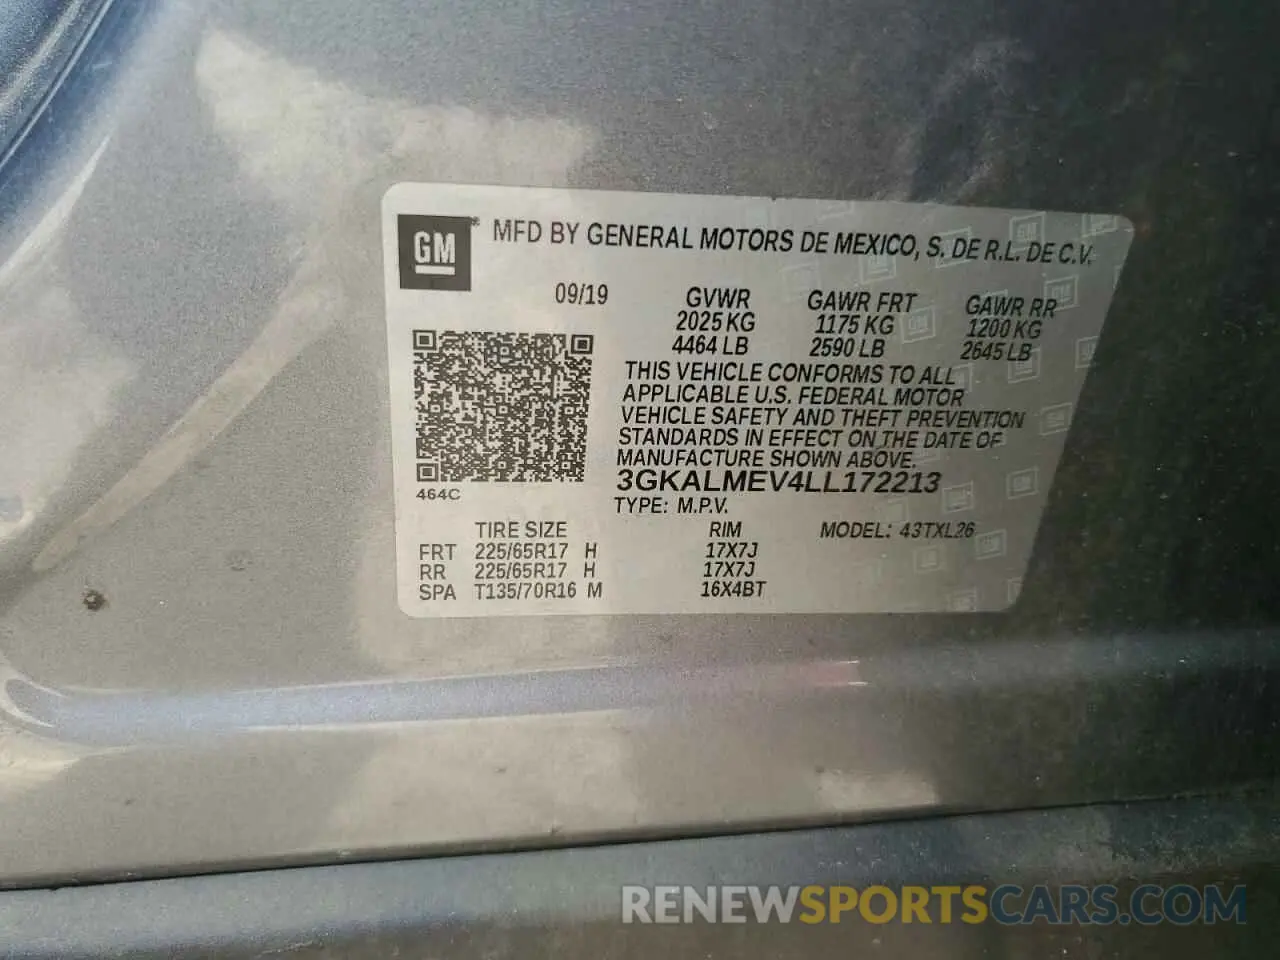 GM
MFD BY GENERAL MOTORS DE MEXICO, S. DE R.L. DE C.V.
09/19 GVWR GAWR FRT GAWR RR
2025 KG 1175 KG 1200 KG
4464 LB 2590 LB 2645 LB
THIS VEHICLE CONFORMS TO ALL
APPLICABLE U.S. FEDERAL MOTOR
VEHICLE SAFETY AND THEFT PREVENTION
STANDARDS IN EFFECT ON THE DATE OF
MANUFACTURE SHOWN ABOVE.
464C
3GKALMEV4LL172213
TYPE: M.P.V.
TIRE SIZE RIM MODEL: 43TXL26
FRT 225/65R17 H 17X7J
RR 225/65R17 H 17X7J
SPA T135/70R16 M 16X4BT
RENEWSPORTSCARS.COM